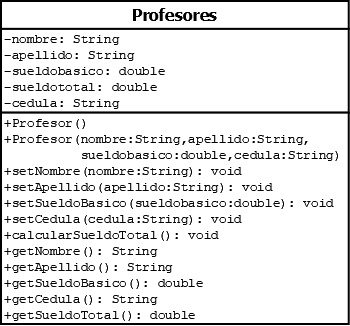 Profesores
-nombre: String
-apellido: String
-sueldobasico: double
-sueldototal: double
-cedula: String
+Profesor()
+Profesor(nombre:String,apellido:String,
sueldobasico:double,cedula:String)
+setNombre(nombre:String): void
+setApellido(apellido:String): void
+setSueldoBasico(sueldobasico:double): void
+setCedula(cedula:String): void
+calcularSueldoTotal(): void
+getNombre(): String
+getApellido(): String
+getSueldoBasico(): double
+getCedula(): String
+getSueldoTotal(): double